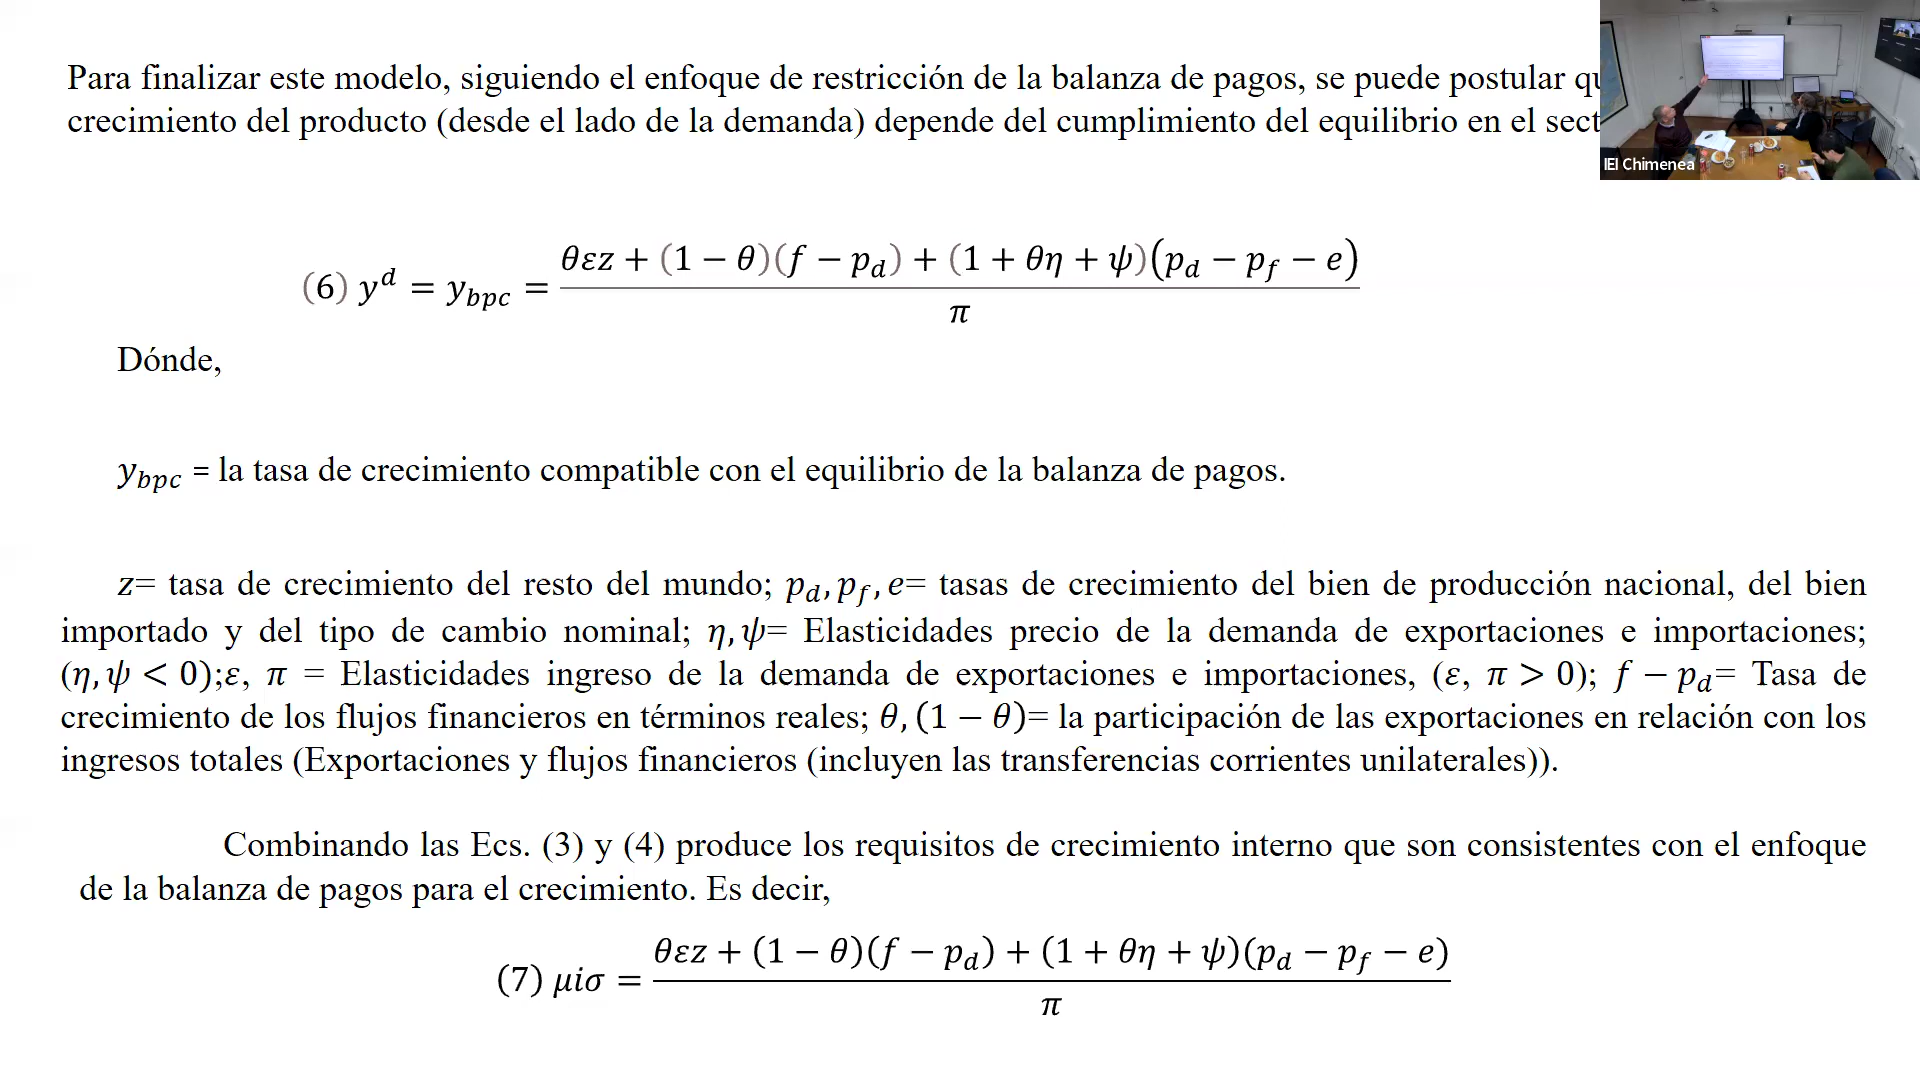 Para finalizar este modelo, siguiendo el enfoque de restricción de la balanza de pagos, se puede postular
crecimiento del producto (desde el lado de la demanda) depende del cumplimiento del equilibrio en el
IEI Chimenea
(6) y^d = y_{bpc} = \frac{θεz + (1 − θ)(f − p_d) + (1 + θη + ψ)(p_d − p_f − e)}{π}
Dónde,
y_{bpc} = la tasa de crecimiento compatible con el equilibrio de la balanza de pagos.
z= tasa de crecimiento del resto del mundo; p_d, p_f, e= tasas de crecimiento del bien de producción nacional, del bien
importado y del tipo de cambio nominal; η, ψ= Elasticidades precio de la demanda de exportaciones e importaciones;
(η, ψ < 0);ε, π = Elasticidades ingreso de la demanda de exportaciones e importaciones, (ε, π > 0); f − p_d= Tasa de
crecimiento de los flujos financieros en términos reales; θ, (1 − θ)= la participación de las exportaciones en relación con los
ingresos totales (Exportaciones y flujos financieros (incluyen las transferencias corrientes unilaterales)).
Combinando las Ecs. (3) y (4) produce los requisitos de crecimiento interno que son consistentes con el enfoque
de la balanza de pagos para el crecimiento. Es decir,
(7) μiσ = \frac{θεz + (1 − θ)(f − p_d) + (1 + θη + ψ)(p_d − p_f − e)}{π}